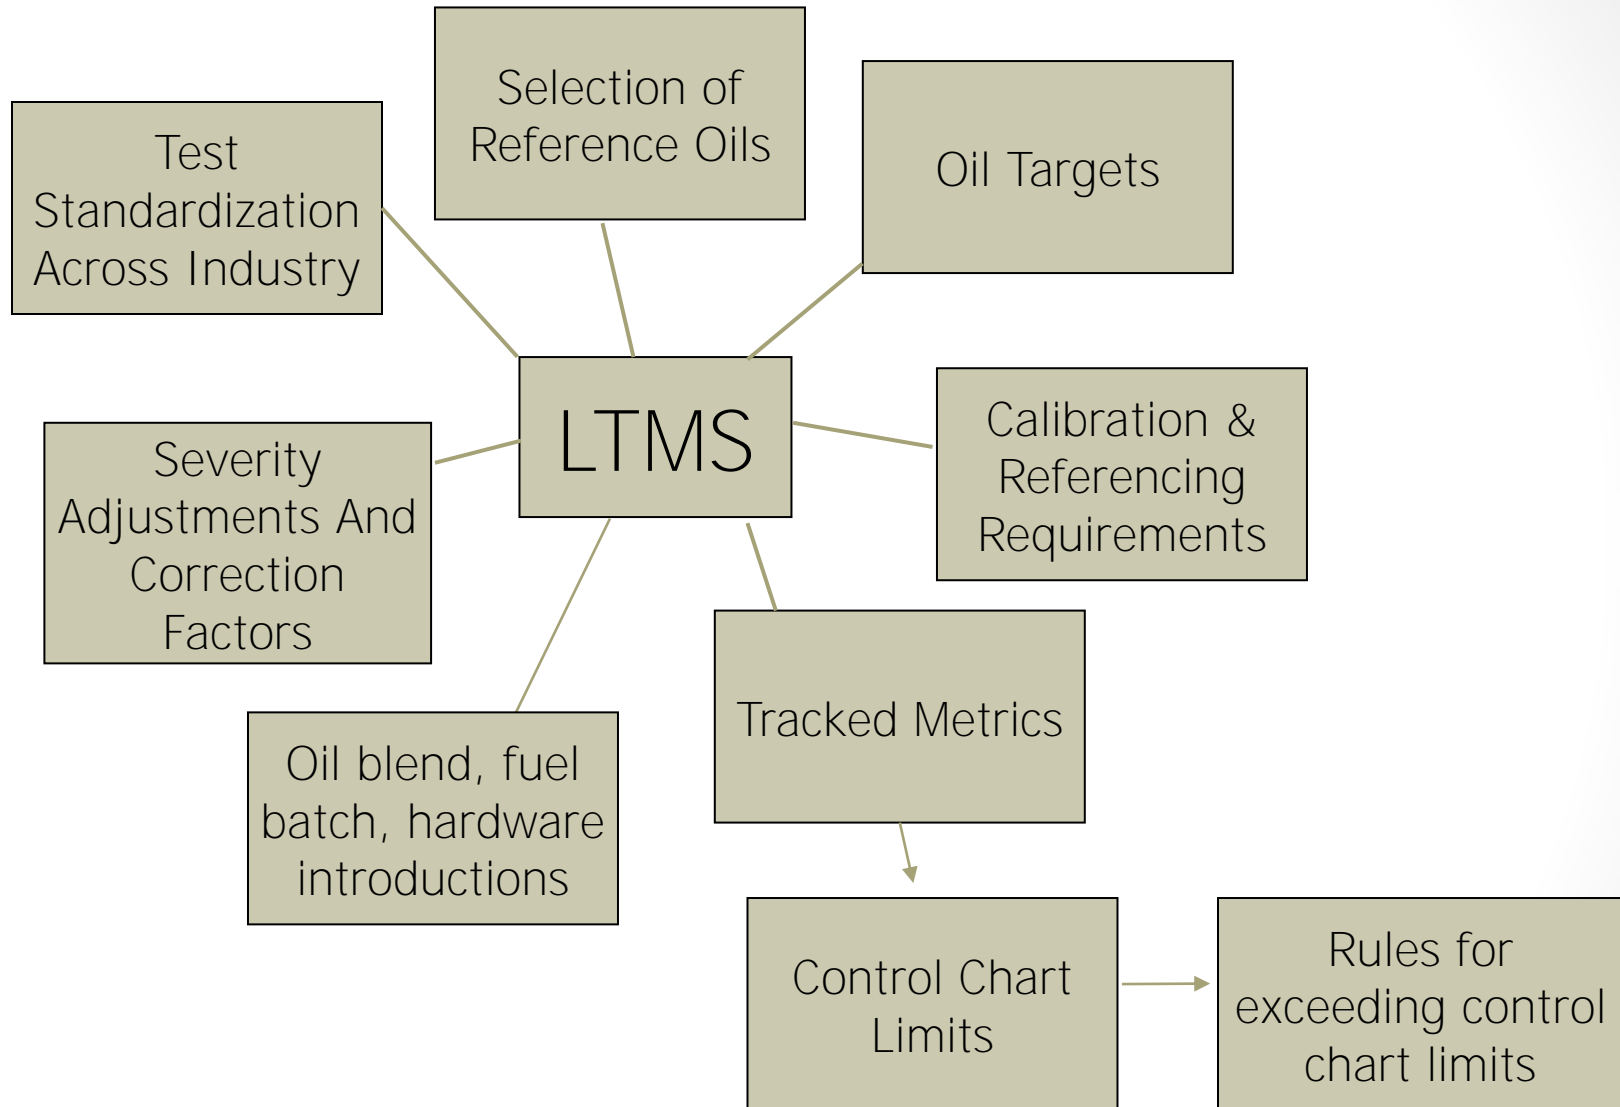 Selection of
Reference Oils
Test
Standardization
Across Industry
Oil Targets
LTMS
Calibration &
Referencing
Requirements
Severity
Adjustments And
Correction
Factors
Tracked Metrics
Oil blend, fuel
batch, hardware
introductions
Control Chart
Limits
Rules for
exceeding control
chart limits